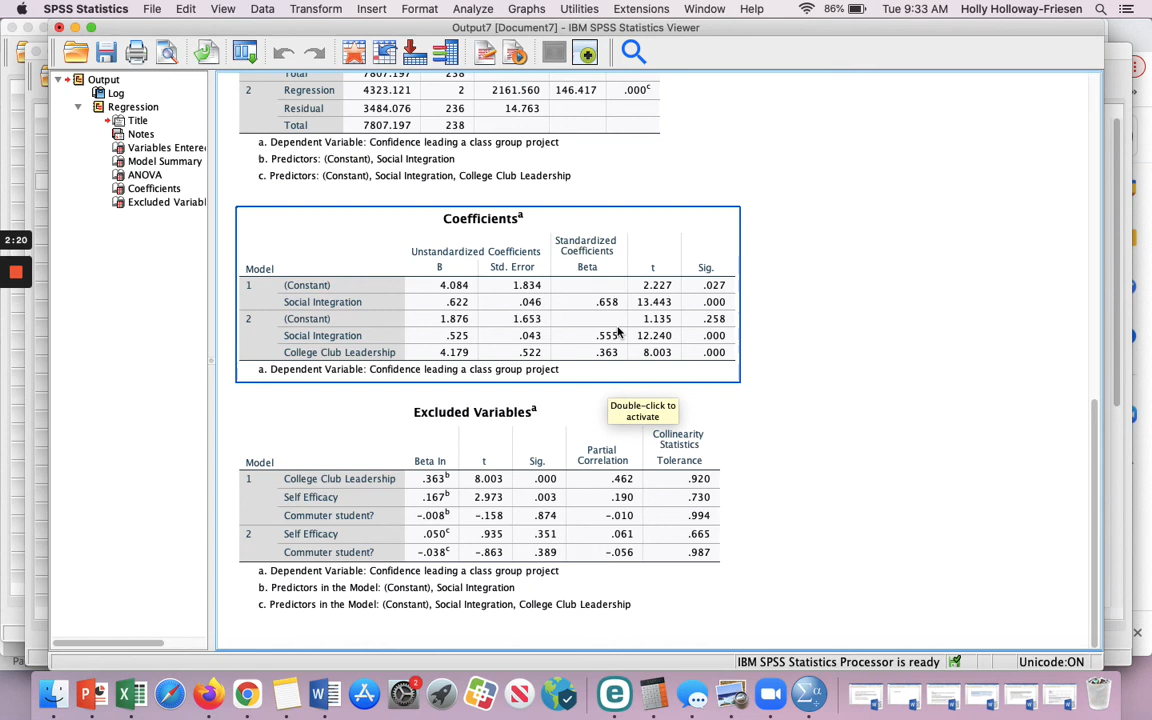 SPSS Statistics File Edit View Data Transform Insert Format Analyze Graphs Utilities Extensions Window Help 86% Tue 9:33 AM Holly Holloway-Friesen
Output7 [Document7] - IBM SPSS Statistics Viewer
Output
Log
Regression
Title
Notes
Variables Entere
Model Summary
ANOVA
Coefficients
Excluded Variabl
2:20
Total 7807.197 238
2 Regression 4323.121 2 2161.560 146.417 .000c
Residual 3484.076 236 14.763
Total 7807.197 238
a. Dependent Variable: Confidence leading a class group project
b. Predictors: (Constant), Social Integration
c. Predictors: (Constant), Social Integration, College Club Leadership
Coefficientsa
Standardized
Coefficients
Unstandardized Coefficients
Model B Std. Error Beta t Sig.
1 (Constant) 4.084 1.834 2.227 .027
Social Integration .622 .046 .658 13.443 .000
2 (Constant) 1.876 1.653 1.135 .258
Social Integration .525 .043 .555 12.240 .000
College Club Leadership 4.179 .522 .363 8.003 .000
a. Dependent Variable: Confidence leading a class group project
Double-click to
activate
Excluded Variablesa
Collinearity
Statistics
Partial
Correlation
Model Beta In t Sig. Tolerance
1 College Club Leadership .363b 8.003 .000 .462 .920
Self Efficacy .167b 2.973 .003 .190 .730
Commuter student? -.008b -.158 .874 -.010 .994
2 Self Efficacy .050c .935 .351 .061 .665
Commuter student? -.038c -.863 .389 -.056 .987
a. Dependent Variable: Confidence leading a class group project
b. Predictors in the Model: (Constant), Social Integration
c. Predictors in the Model: (Constant), Social Integration, College Club Leadership
IBM SPSS Statistics Processor is ready Unicode:ON
Pa
2